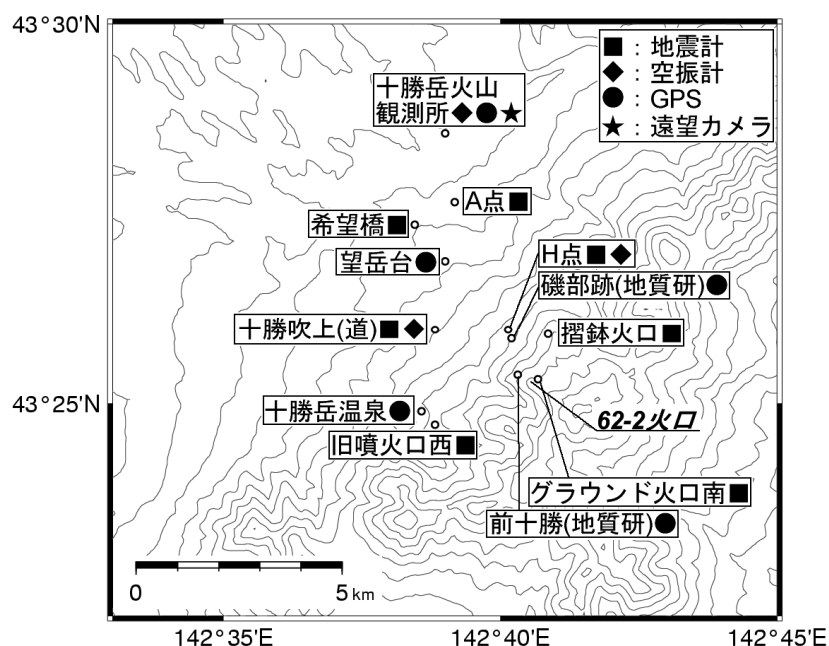 43°30'N
■：地震計
◆：空振計
●：GPS
★：遠望カメラ
十勝岳火山
観測所◆●★
A点■
希望橋■
望岳台●
H点■◆
磯部跡(地質研)●
十勝吹上(道)■◆
摺鉢火口■
43°25'N
十勝岳温泉●
62-2火口
旧噴火口西■
グラウンド火口南■
前十勝(地質研)●
0 5 km
142°35'E 142°40'E 142°45'E